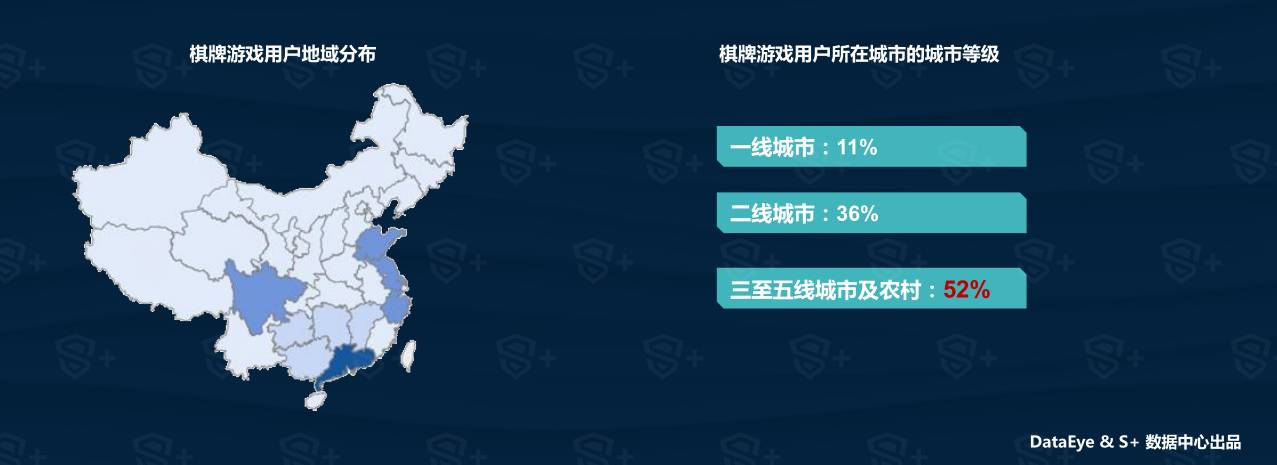 棋牌游戏用户地域分布
棋牌游戏用户所在城市的城市等级
一线城市：11%
二线城市：36%
三至五线城市及农村：52%
DataEye & S+ 数据中心出品